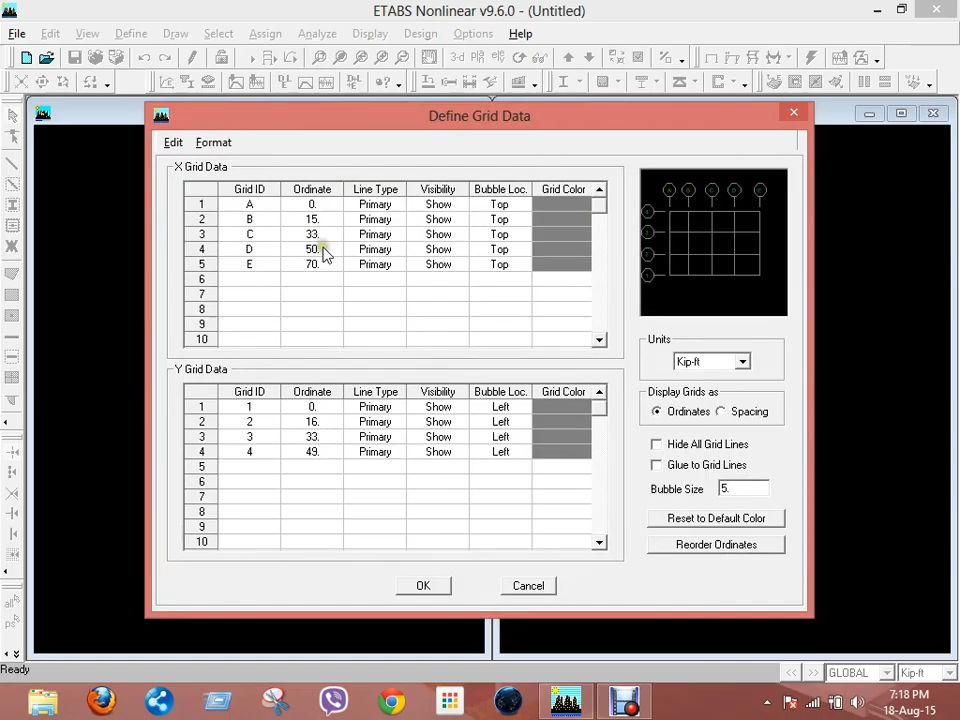 ETABS Nonlinear v9.6.0 - (Untitled)
File Edit View Define Draw Select Assign Analyze Display Design Options Help
Define Grid Data
Edit Format
X Grid Data
Grid ID Ordinate Line Type Visibility Bubble Loc. Grid Color
1 A 0. Primary Show Top
2 B 15. Primary Show Top
3 C 33. Primary Show Top
4 D 50. Primary Show Top
5 E 70. Primary Show Top
6
7
8
9
10
Y Grid Data
Grid ID Ordinate Line Type Visibility Bubble Loc. Grid Color
1 1 0. Primary Show Left
2 2 16. Primary Show Left
3 3 33. Primary Show Left
4 4 49. Primary Show Left
5
6
7
8
9
10
A B C D E
4
3
2
1
Units
Kip-ft
Display Grids as
Ordinates Spacing
Hide All Grid Lines
Glue to Grid Lines
Bubble Size 5.
Reset to Default Color
Reorder Ordinates
OK Cancel
all
ps
Ready
GLOBAL Kip-ft
7:18 PM
18-Aug-15